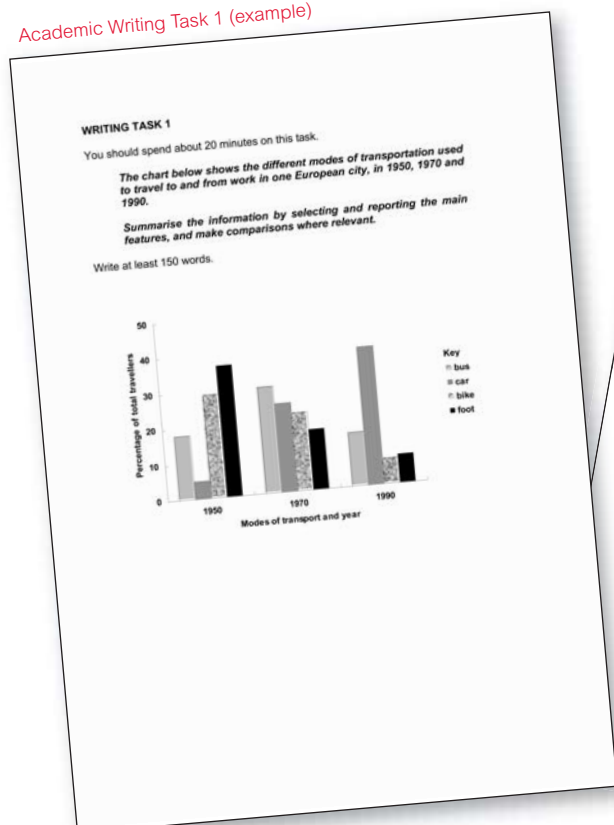 Academic Writing Task 1 (example)
WRITING TASK 1
You should spend about 20 minutes on this task.
The chart below shows the different modes of transportation used
to travel to and from work in one European city, in 1950, 1970 and
1990.
Summarise the information by selecting and reporting the main
features, and make comparisons where relevant.
Write at least 150 words.
50
40
30
20
10
0
Percentage of total travellers
1950
1970
1990
Modes of transport and year
Key
bus
car
bike
foot